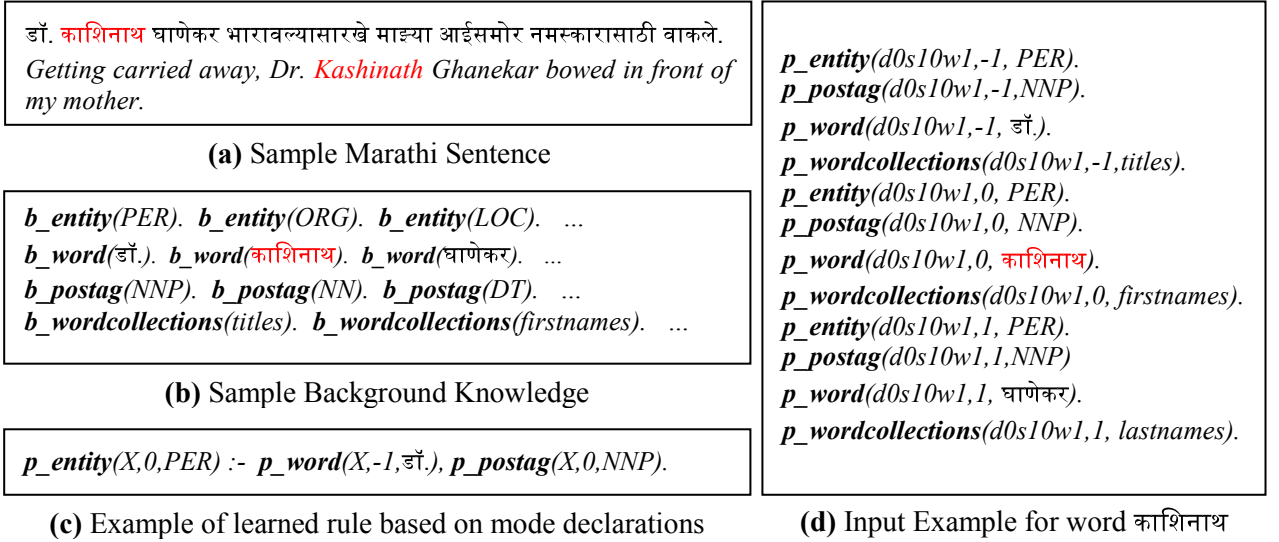 डॉ. काशिनाथ घाणेकर भारावल्यासारखे माझ्या आईसमोर नमस्कारासाठी वाकले.
Getting carried away, Dr. Kashinath Ghanekar bowed in front of
my mother.
(a) Sample Marathi Sentence
b_entity(PER). b_entity(ORG). b_entity(LOC). ...
b_word(डॉ.). b_word(काशिनाथ). b_word(घाणेकर). ...
b_postag(NNP). b_postag(NN). b_postag(DT). ...
b_wordcollections(titles). b_wordcollections(firstnames). ...
(b) Sample Background Knowledge
p_entity(X,0,PER) :- p_word(X,-1,डॉ.), p_postag(X,0,NNP).
(c) Example of learned rule based on mode declarations
p_entity(d0s10w1,-1, PER).
p_postag(d0s10w1,-1,NNP).
p_word(d0s10w1,-1, डॉ.).
p_wordcollections(d0s10w1,-1,titles).
p_entity(d0s10w1,0, PER).
p_postag(d0s10w1,0, NNP).
p_word(d0s10w1,0, काशिनाथ).
p_wordcollections(d0s10w1,0, firstnames).
p_entity(d0s10w1,1, PER).
p_postag(d0s10w1,1,NNP)
p_word(d0s10w1,1, घाणेकर).
p_wordcollections(d0s10w1,1, lastnames).
(d) Input Example for word काशिनाथ